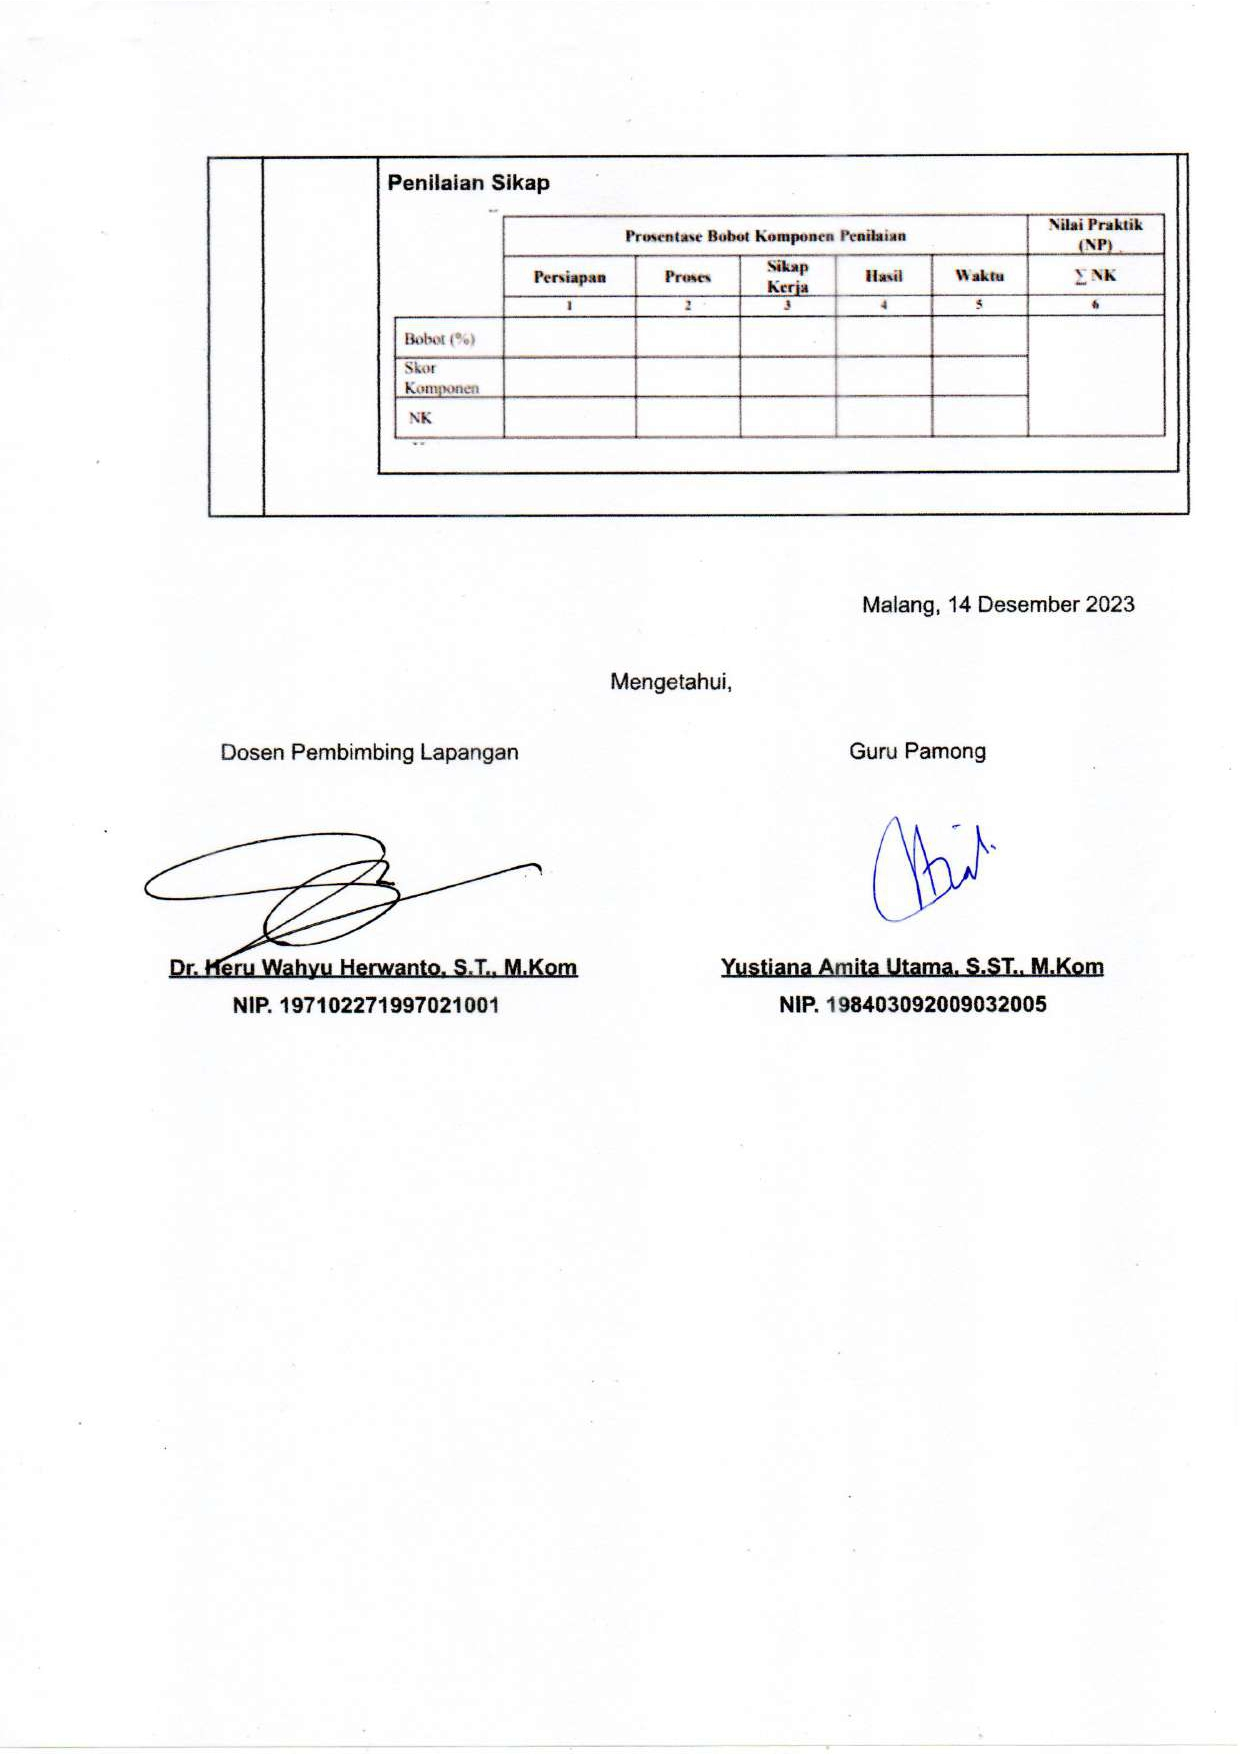 Penilaian Sikap
Prosentase Bobot Komponen Penilaian
Nilai Praktik
(NP)
Persiapan Proses Sikap Kerja Hasil Waktu ∑ NK
1 2 3 4 5 6
Bobot (%)
Skor
Komponen
NK
Malang, 14 Desember 2023
Mengetahui,
Dosen Pembimbing Lapangan Guru Pamong
Dr. Heru Wahyu Herwanto, S.T., M.Kom Yustiana Amita Utama, S.ST., M.Kom
NIP. 197102271997021001 NIP. 198403092009032005